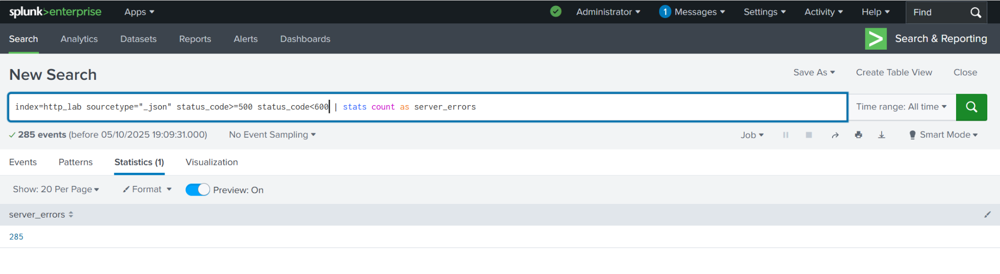 splunk>enterprise Apps Administrator 1 Messages Settings Activity Help Find
Search Analytics Datasets Reports Alerts Dashboards Search & Reporting
New Search Save As Create Table View Close
index=http_lab sourcetype="_json" status_code>=500 status_code<600 | stats count as server_errors Time range: All time
285 events (before 05/10/2025 19:09:31.000) No Event Sampling Job Smart Mode
Events Patterns Statistics (1) Visualization
Show: 20 Per Page Format Preview: On
server_errors
285